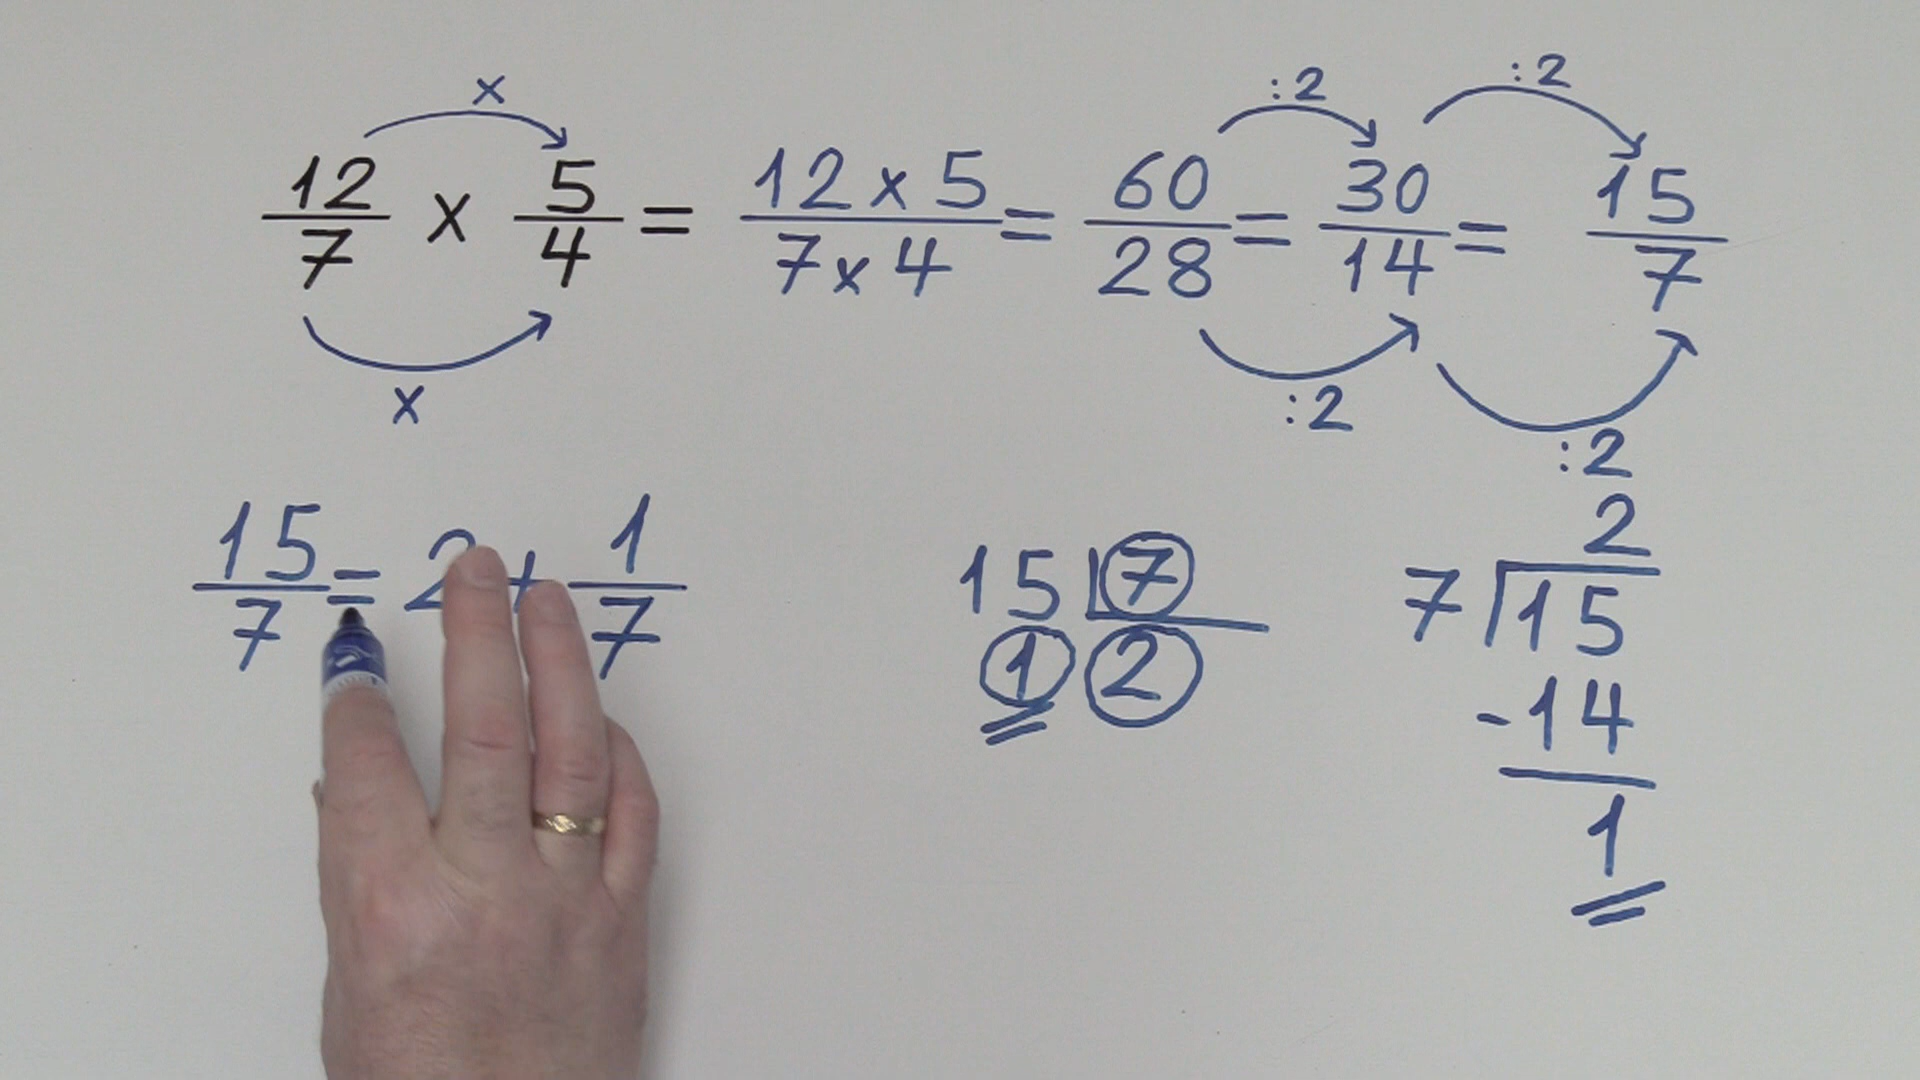 x :2 :2
12/7 x 5/4 = 12 x 5/7 x 4 = 60/28 = 30/14 = 15/7
x :2 :2
15/7 = 2 + 1/7
15 7
1 2
2
7 15
-14
1